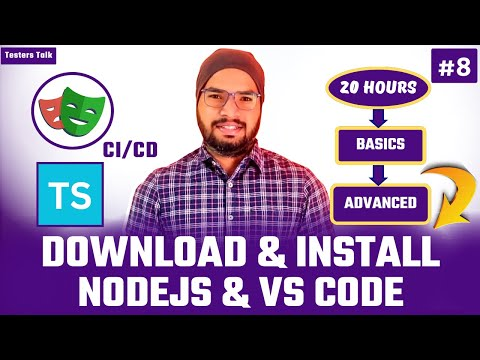 Testers Talk
#8
20 HOURS
CI/CD
BASICS
TS
ADVANCED
DOWNLOAD & INSTALL
NODEJS & VS CODE